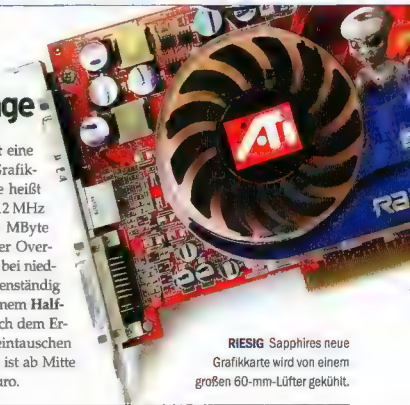 nge
t eine
Grafik-
e heißt
12 MHz
MByte
er Over-
bei nied-
enständig
nem Half-
ch dem Er-
eintauschen
ist ab Mitte
uro.
ATi
RA
RIESIG Sapphires neue
Grafikkarte wird von einem
großen 60-mm-Lüfter gekühlt.